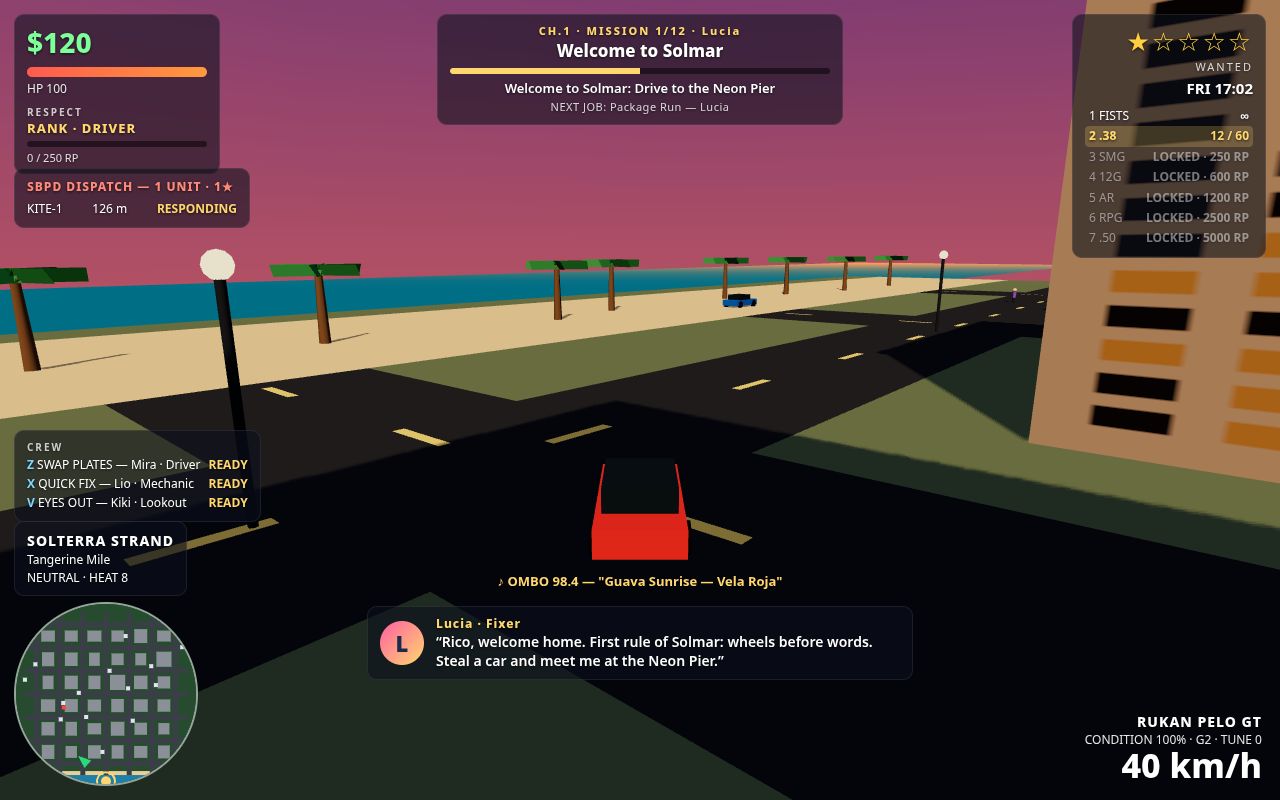 $120
HP 100
RESPECT
RANK · DRIVER
0 / 250 RP
SBPD DISPATCH — 1 UNIT · 1★
KITE-1 126 m RESPONDING
CH.1 · MISSION 1/12 · Lucia
Welcome to Solmar
Welcome to Solmar: Drive to the Neon Pier
NEXT JOB: Package Run — Lucia
★☆☆☆☆
WANTED
FRI 17:02
1 FISTS ∞
2 .38 12 / 60
3 SMG LOCKED · 250 RP
4 12G LOCKED · 600 RP
5 AR LOCKED · 1200 RP
6 RPG LOCKED · 2500 RP
7 .50 LOCKED · 5000 RP
CREW
Z SWAP PLATES — Mira · Driver READY
X QUICK FIX — Lio · Mechanic READY
V EYES OUT — Kiki · Lookout READY
SOLTERRA STRAND
Tangerine Mile
NEUTRAL · HEAT 8
♪ OMBO 98.4 — "Guava Sunrise — Vela Roja"
L
Lucia · Fixer
”Rico, welcome home. First rule of Solmar: wheels before words.
Steal a car and meet me at the Neon Pier.”
RUKAN PELO GT
CONDITION 100% · G2 · TUNE 0
40 km/h